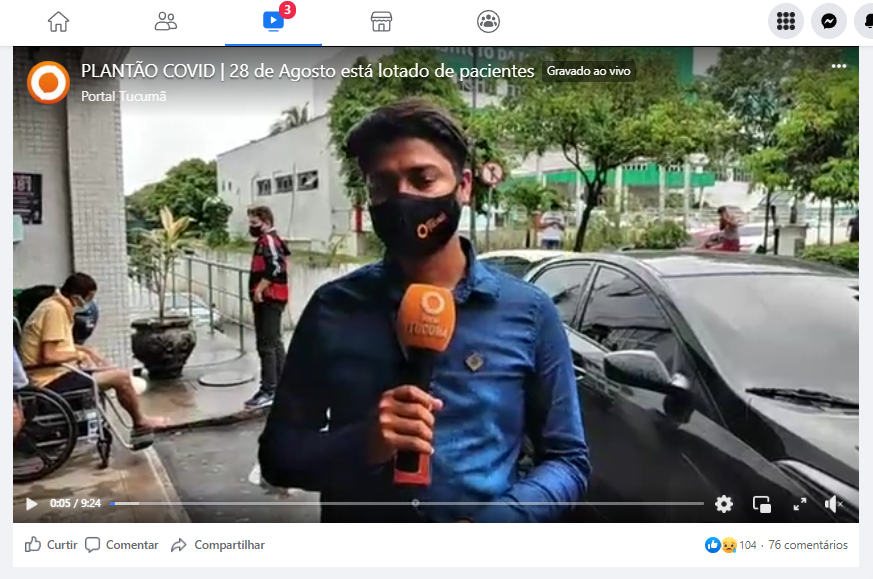 3
PLANTÃO COVID | 28 de Agosto está lotado de pacientes
Gravado ao vivo
Portal Tucumã
TUCUMÃ
0:05 / 9:24
Curtir
Comentar
Compartilhar
104 · 76 comentários